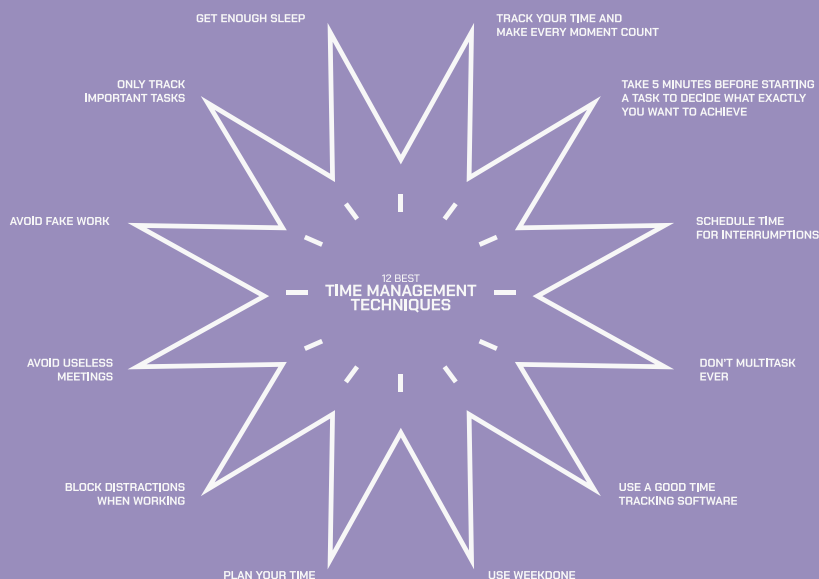 GET ENOUGH SLEEP
TRACK YOUR TIME AND
MAKE EVERY MOMENT COUNT
ONLY TRACK
IMPORTANT TASKS
TAKE 5 MINUTES BEFORE STARTING
A TASK TO DECIDE WHAT EXACTLY
YOU WANT TO ACHIEVE
AVOID FAKE WORK
SCHEDULE TIME
FOR INTERRUPTIONS
12 BEST
TIME MANAGEMENT
TECHNIQUES
AVOID USELESS
MEETINGS
DON'T MULTITASK
EVER
BLOCK DISTRACTIONS
WHEN WORKING
USE A GOOD TIME
TRACKING SOFTWARE
PLAN YOUR TIME
USE WEEKDONE